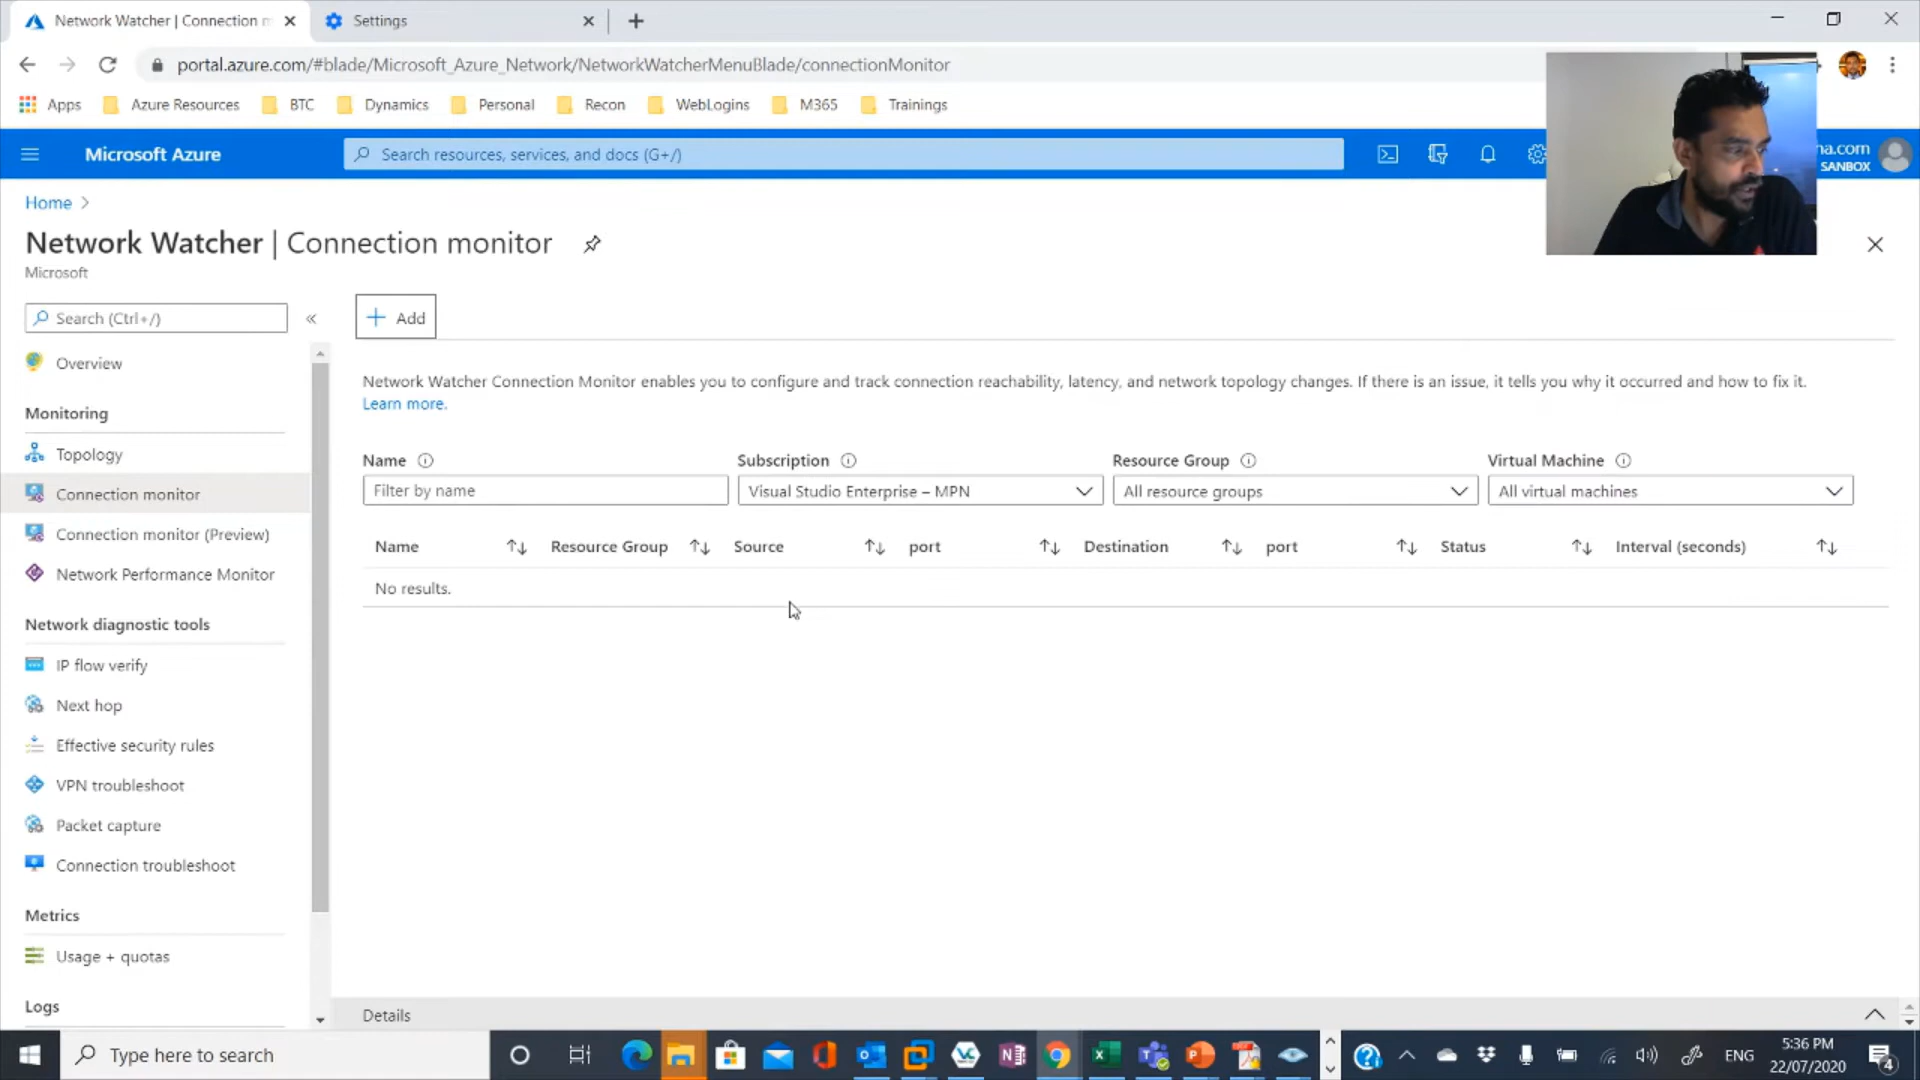 Network Watcher | Connection m
Settings
portal.azure.com/#blade/Microsoft_Azure_Network/NetworkWatcherMenuBlade/connectionMonitor
Apps
Azure Resources
BTC
Dynamics
Personal
Recon
WebLogins
M365
Trainings
Microsoft Azure
Search resources, services, and docs (G+/)
na.com
SANBOX
Home
Network Watcher | Connection monitor
Microsoft
Search (Ctrl+/)
Overview
Monitoring
Topology
Connection monitor
Connection monitor (Preview)
Network Performance Monitor
Network diagnostic tools
IP flow verify
Next hop
Effective security rules
VPN troubleshoot
Packet capture
Connection troubleshoot
Metrics
Usage + quotas
Logs
Add
Network Watcher Connection Monitor enables you to configure and track connection reachability, latency, and network topology changes. If there is an issue, it tells you why it occurred and how to fix it.
Learn more.
Name
Subscription
Resource Group
Virtual Machine
Filter by name
Visual Studio Enterprise – MPN
All resource groups
All virtual machines
Name
Resource Group
Source
port
Destination
port
Status
Interval (seconds)
No results.
Details
Type here to search
ENG
5:36 PM
22/07/2020
4